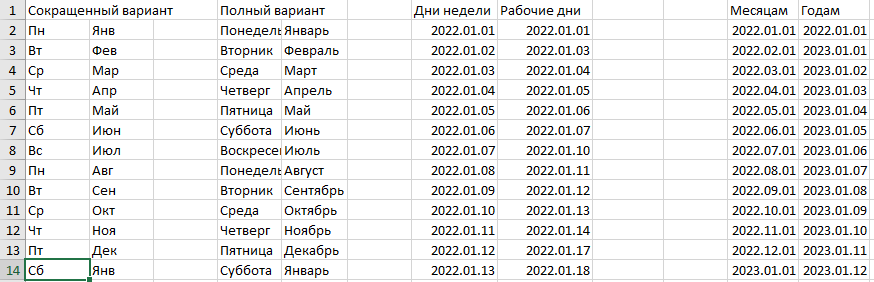 1 Сокращенный вариант Полный вариант Дни недели Рабочие дни Месяцам Годам
2 Пн Янв Понедель Январь 2022.01.01 2022.01.01 2022.01.01 2022.01.01
3 Вт Фев Вторник Февраль 2022.01.02 2022.01.03 2022.02.01 2023.01.01
4 Ср Мар Среда Март 2022.01.03 2022.01.04 2022.03.01 2023.01.02
5 Чт Апр Четверг Апрель 2022.01.04 2022.01.05 2022.04.01 2023.01.03
6 Пт Май Пятница Май 2022.01.05 2022.01.06 2022.05.01 2023.01.04
7 Сб Июн Суббота Июнь 2022.01.06 2022.01.07 2022.06.01 2023.01.05
8 Вс Июл Воскресен Июль 2022.01.07 2022.01.10 2022.07.01 2023.01.06
9 Пн Авг Понедель Август 2022.01.08 2022.01.11 2022.08.01 2023.01.07
10 Вт Сен Вторник Сентябрь 2022.01.09 2022.01.12 2022.09.01 2023.01.08
11 Ср Окт Среда Октябрь 2022.01.10 2022.01.13 2022.10.01 2023.01.09
12 Чт Ноя Четверг Ноябрь 2022.01.11 2022.01.14 2022.11.01 2023.01.10
13 Пт Дек Пятница Декабрь 2022.01.12 2022.01.17 2022.12.01 2023.01.11
14 Сб Янв Суббота Январь 2022.01.13 2022.01.18 2023.01.01 2023.01.12